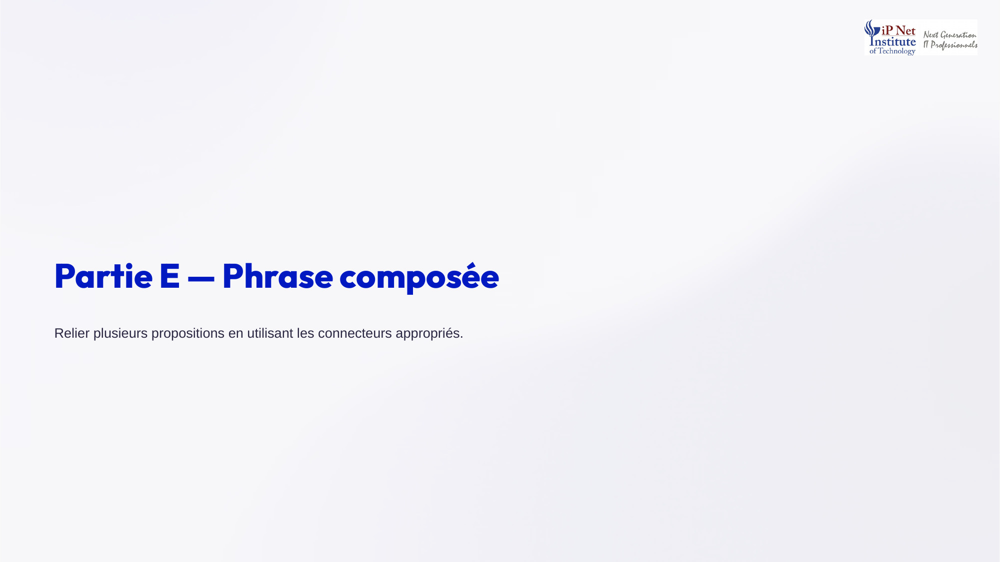 iP Net
Institute
of Technology
Next Generation
IT Professionnels
Partie E — Phrase composée
Relier plusieurs propositions en utilisant les connecteurs appropriés.